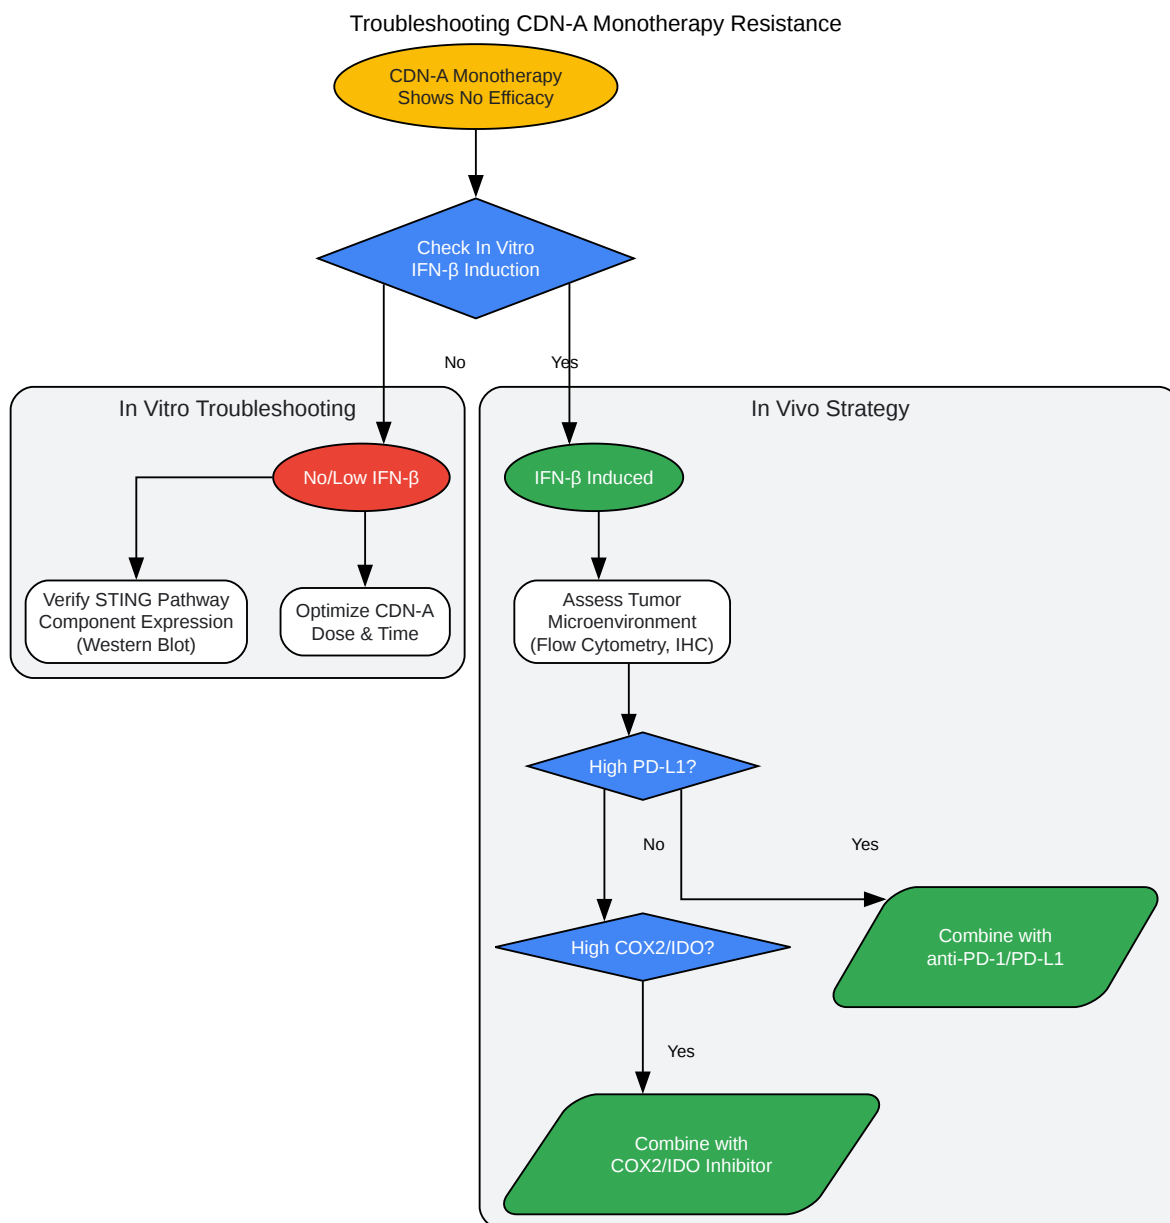 Troubleshooting CDN-A Monotherapy Resistance
CDN-A Monotherapy
Shows No Efficacy
Check In Vitro
IFN-β Induction
No
Yes
In Vitro Troubleshooting
In Vivo Strategy
No/Low IFN-β
IFN-β Induced
Verify STING Pathway
Component Expression
(Western Blot)
Optimize CDN-A
Dose & Time
Assess Tumor
Microenvironment
(Flow Cytometry, IHC)
High PD-L1?
No
Yes
High COX2/IDO?
Combine with
anti-PD-1/PD-L1
Yes
Combine with
COX2/IDO Inhibitor